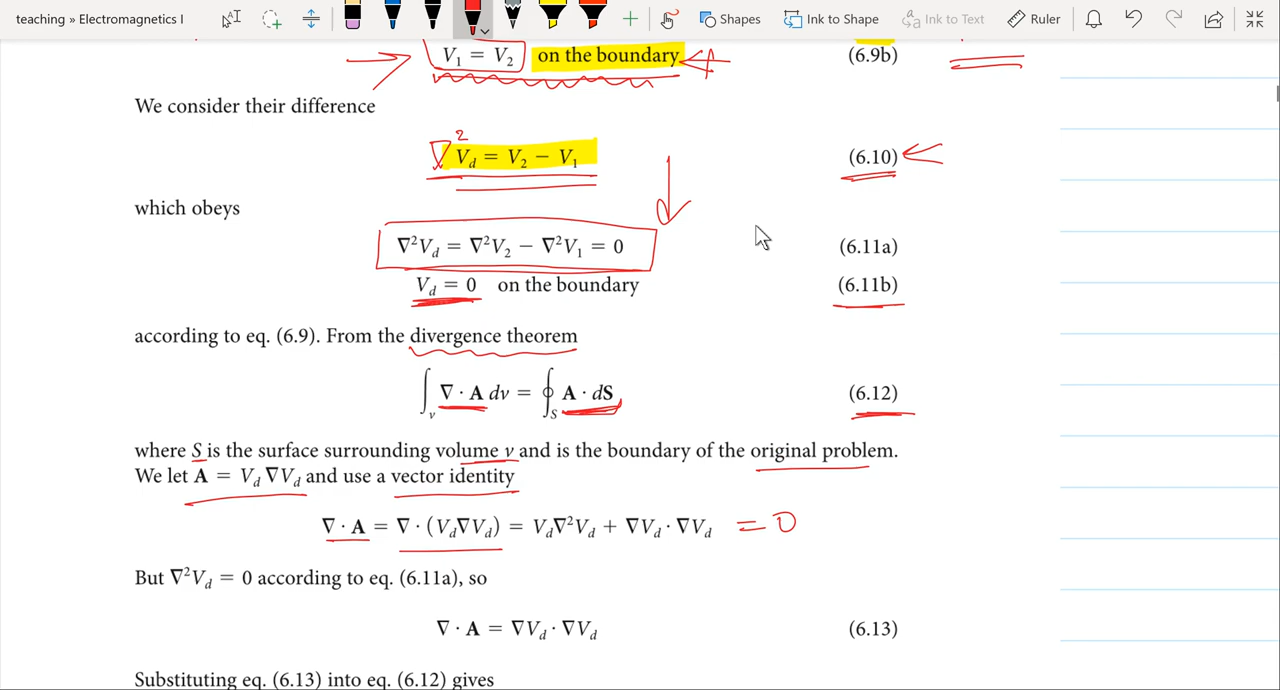 teaching » Electromagnetics I
Shapes Ink to Shape Ink to Text Ruler
V₁ = V₂ on the boundary (6.9b)
We consider their difference
∇² V_d = V₂ − V₁ (6.10)
which obeys
∇²V_d = ∇²V₂ − ∇²V₁ = 0 (6.11a)
V_d = 0 on the boundary (6.11b)
according to eq. (6.9). From the divergence theorem
∫_v ∇ · A dv = ∮_S A · dS (6.12)
where S is the surface surrounding volume v and is the boundary of the original problem.
We let A = V_d ∇V_d and use a vector identity
∇ · A = ∇ · (V_d∇V_d) = V_d∇²V_d + ∇V_d · ∇V_d = 0
But ∇²V_d = 0 according to eq. (6.11a), so
∇ · A = ∇V_d · ∇V_d (6.13)
Substituting eq. (6.13) into eq. (6.12) gives